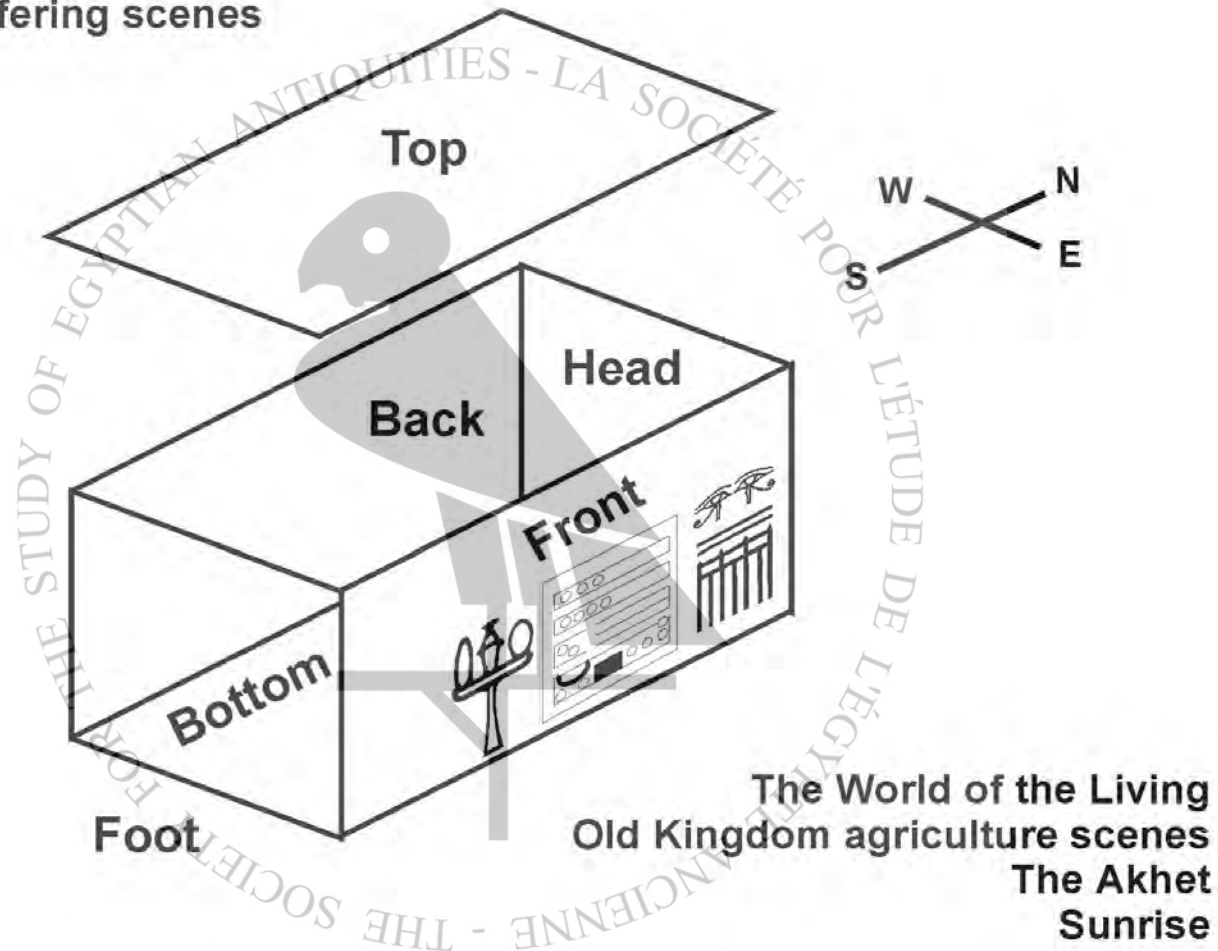 fering scenes
Top
W
N
S
E
Head
Back
Front
Bottom
Foot
The World of the Living
Old Kingdom agriculture scenes
The Akhet
Sunrise
THE SOCIETY FOR THE STUDY OF EGYPTIAN ANTIQUITIES - LA SOCIÉTÉ POUR L'ÉTUDE DE L'ÉGYPTE ANCIENNE -